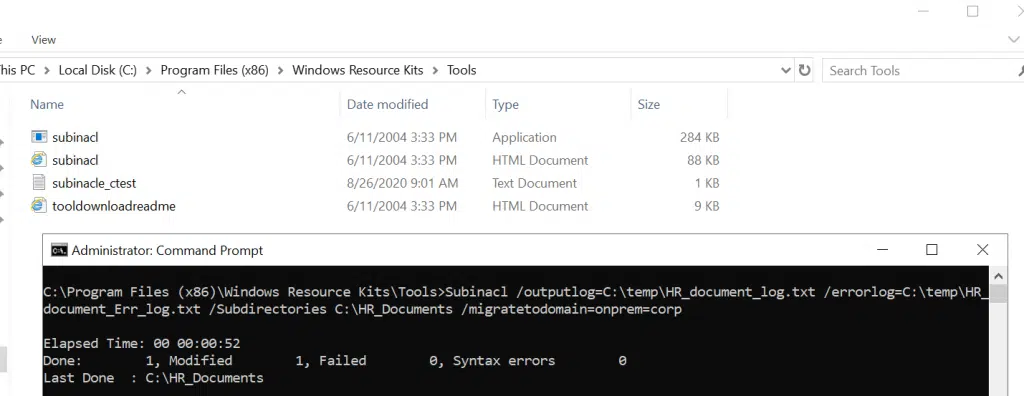 View
his PC > Local Disk (C:) > Program Files (x86) > Windows Resource Kits > Tools
Search Tools
Name Date modified Type Size
subinacl 6/11/2004 3:33 PM Application 284 KB
subinacl 6/11/2004 3:33 PM HTML Document 88 KB
subinacle_ctest 8/26/2020 9:01 AM Text Document 1 KB
tooldownloadreadme 6/11/2004 3:33 PM HTML Document 9 KB
Administrator: Command Prompt
C:\Program Files (x86)\Windows Resource Kits\Tools>Subinacl /outputlog=C:\temp\HR_document_log.txt /errorlog=C:\temp\HR_
document_Err_log.txt /Subdirectories C:\HR_Documents /migratetodomain=onprem=corp
Elapsed Time: 00 00:00:52
Done: 1, Modified 1, Failed 0, Syntax errors 0
Last Done : C:\HR_Documents